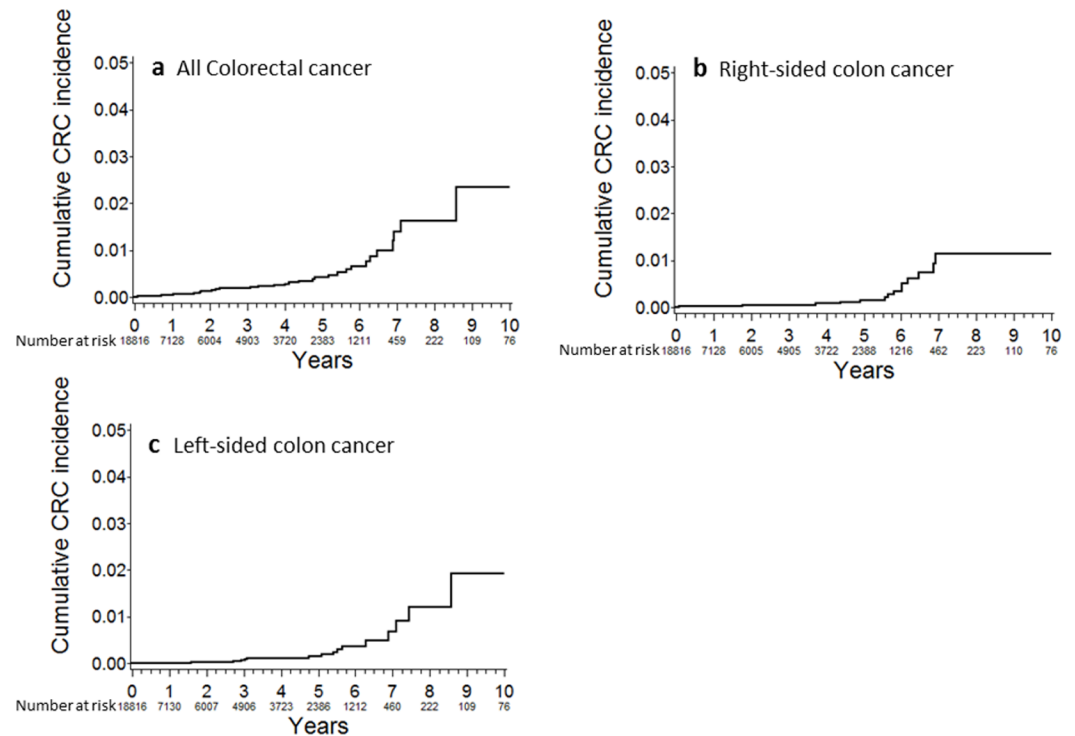 Cumulative CRC incidence
a All Colorectal cancer
0.05
0.04
0.03
0.02
0.01
0.00
0 1 2 3 4 5 6 7 8 9 10
Number at risk 18816 7128 6004 4903 3720 2383 1211 459 222 109 76
Years
Cumulative CRC incidence
b Right-sided colon cancer
0.05
0.04
0.03
0.02
0.01
0.00
0 1 2 3 4 5 6 7 8 9 10
Number at risk 18816 7128 6005 4905 3722 2388 1216 462 223 110 76
Years
Cumulative CRC incidence
c Left-sided colon cancer
0.05
0.04
0.03
0.02
0.01
0.00
0 1 2 3 4 5 6 7 8 9 10
Number at risk 18816 7130 6007 4906 3723 2386 1212 460 222 109 76
Years